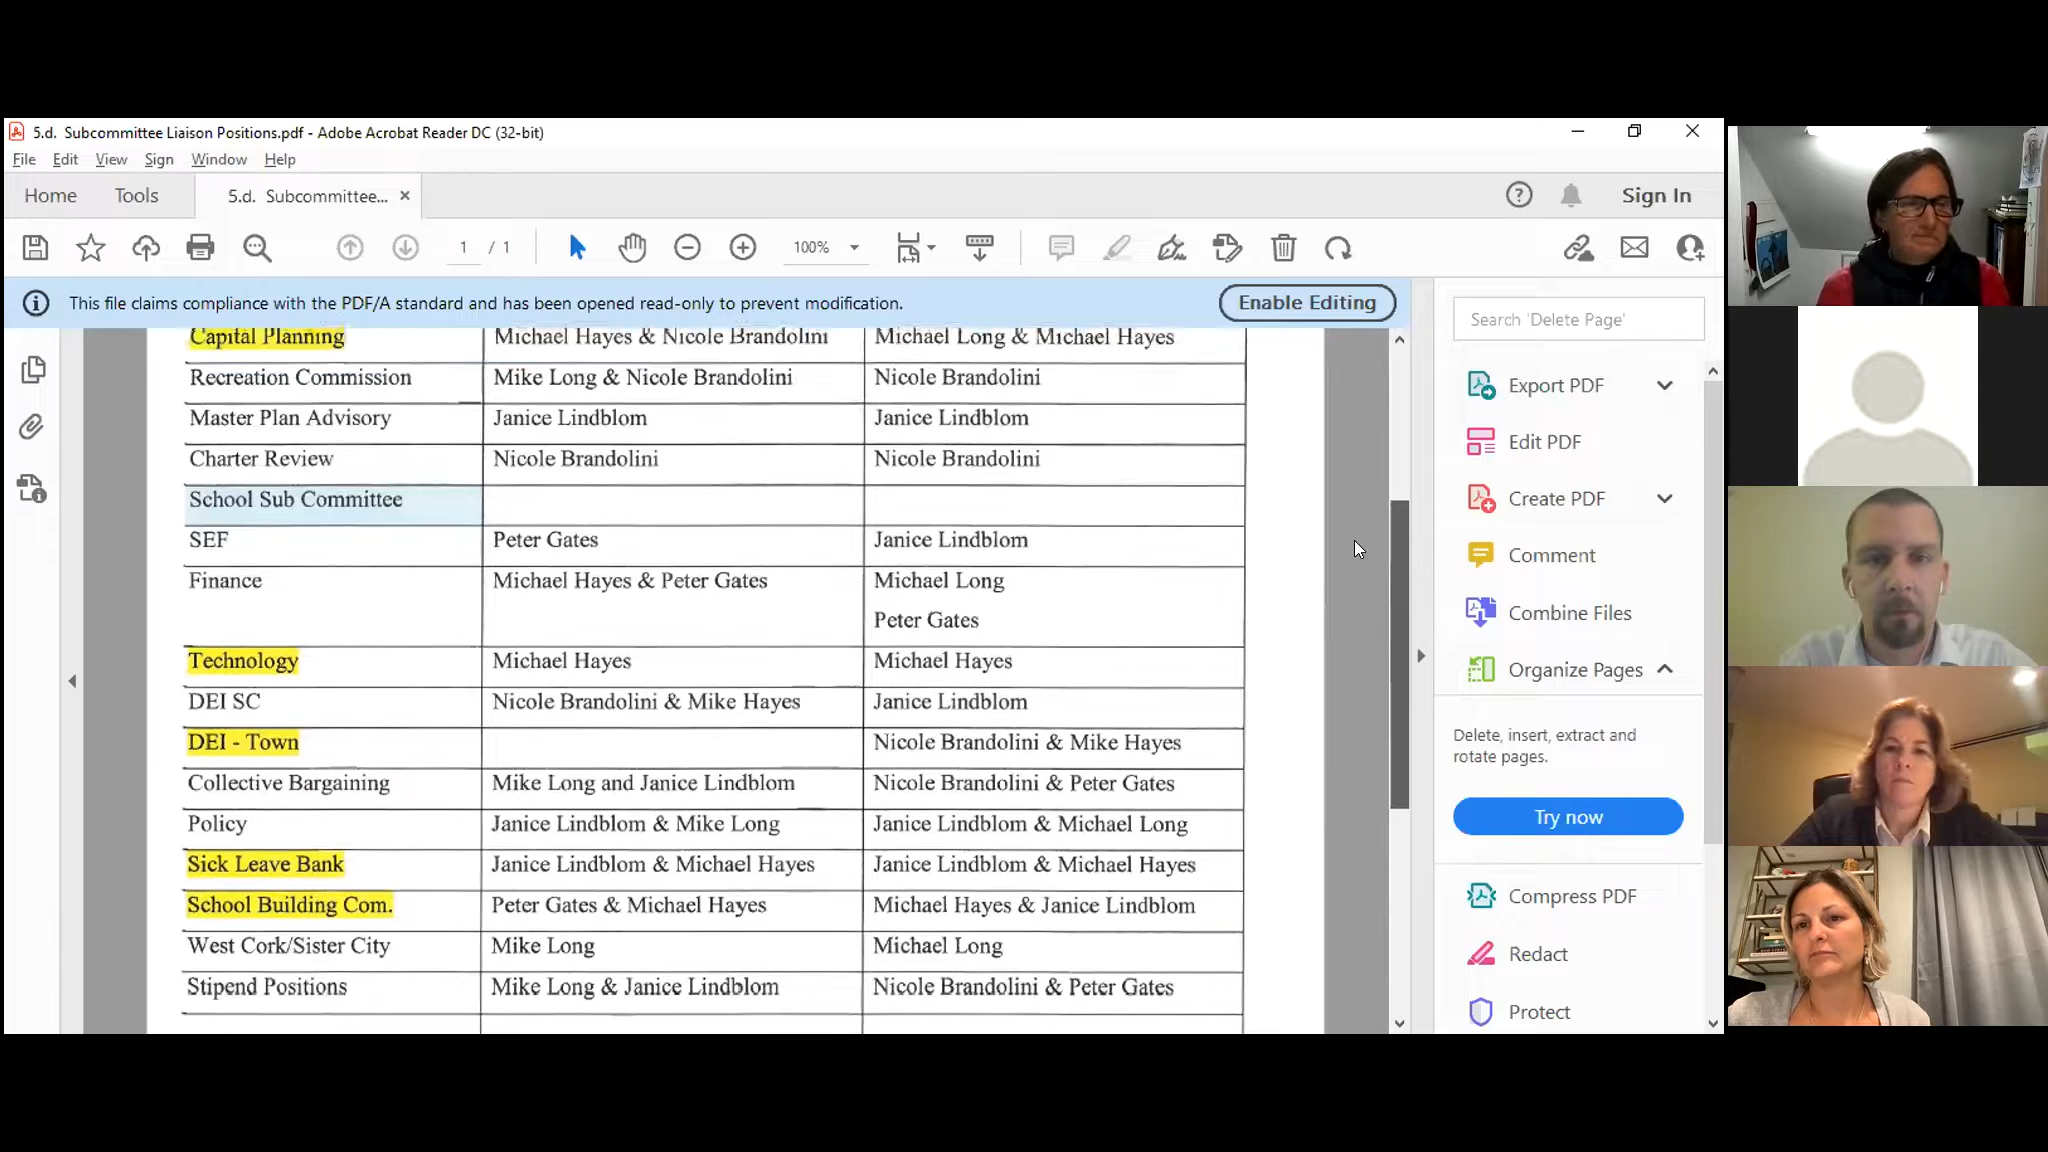 5.d. Subcommittee Liaison Positions.pdf - Adobe Acrobat Reader DC (32-bit)
File Edit View Sign Window Help
Home Tools 5.d. Subcommittee... Sign In
1 / 1 100%
This file claims compliance with the PDF/A standard and has been opened read-only to prevent modification. Enable Editing
Search 'Delete Page'
Capital Planning Michael Hayes & Nicole Brandolini Michael Long & Michael Hayes
Recreation Commission Mike Long & Nicole Brandolini Nicole Brandolini
Master Plan Advisory Janice Lindblom Janice Lindblom
Charter Review Nicole Brandolini Nicole Brandolini
School Sub Committee
SEF Peter Gates Janice Lindblom
Finance Michael Hayes & Peter Gates Michael Long
Peter Gates
Technology Michael Hayes Michael Hayes
DEI SC Nicole Brandolini & Mike Hayes Janice Lindblom
DEI - Town Nicole Brandolini & Mike Hayes
Collective Bargaining Mike Long and Janice Lindblom Nicole Brandolini & Peter Gates
Policy Janice Lindblom & Mike Long Janice Lindblom & Michael Long
Sick Leave Bank Janice Lindblom & Michael Hayes Janice Lindblom & Michael Hayes
School Building Com. Peter Gates & Michael Hayes Michael Hayes & Janice Lindblom
West Cork/Sister City Mike Long Michael Long
Stipend Positions Mike Long & Janice Lindblom Nicole Brandolini & Peter Gates
Export PDF
Edit PDF
Create PDF
Comment
Combine Files
Organize Pages
Delete, insert, extract and
rotate pages.
Try now
Compress PDF
Redact
Protect